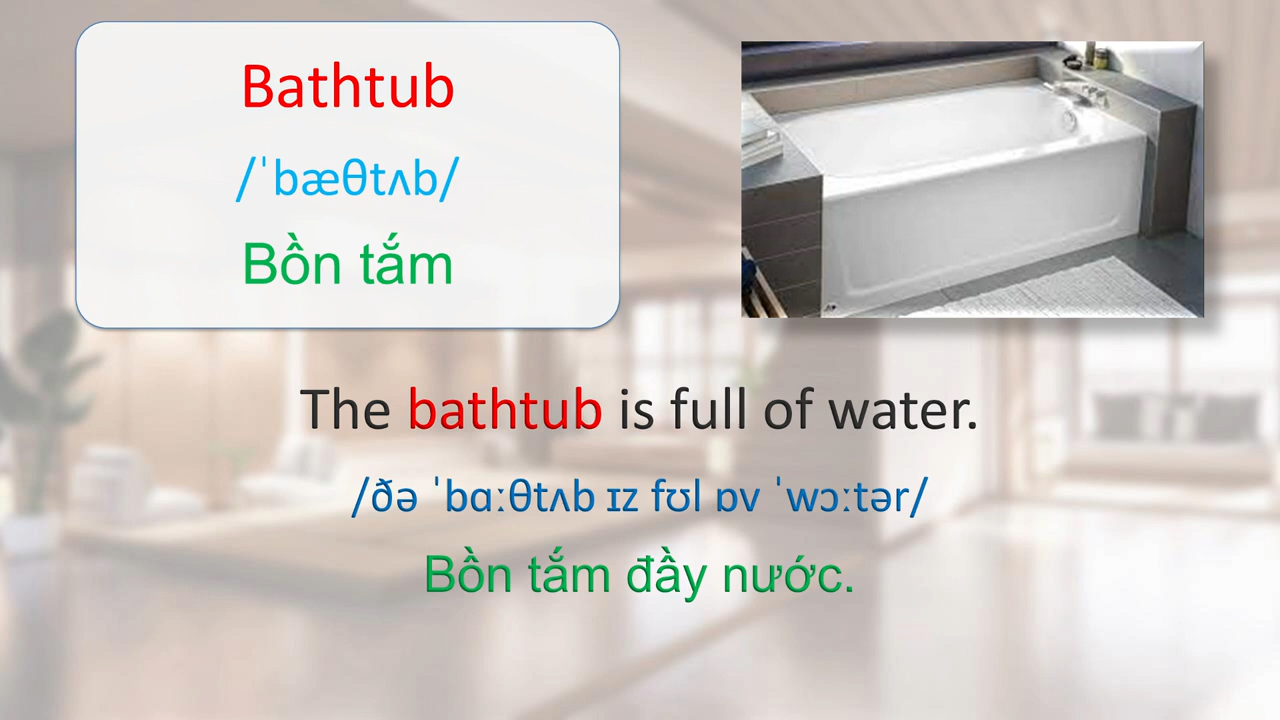 Bathtub
/ˈbæθtʌb/
Bồn tắm
The bathtub is full of water.
/ðə ˈbɑːθtʌb ɪz fʊl ɒv ˈwɔːtər/
Bồn tắm đầy nước.